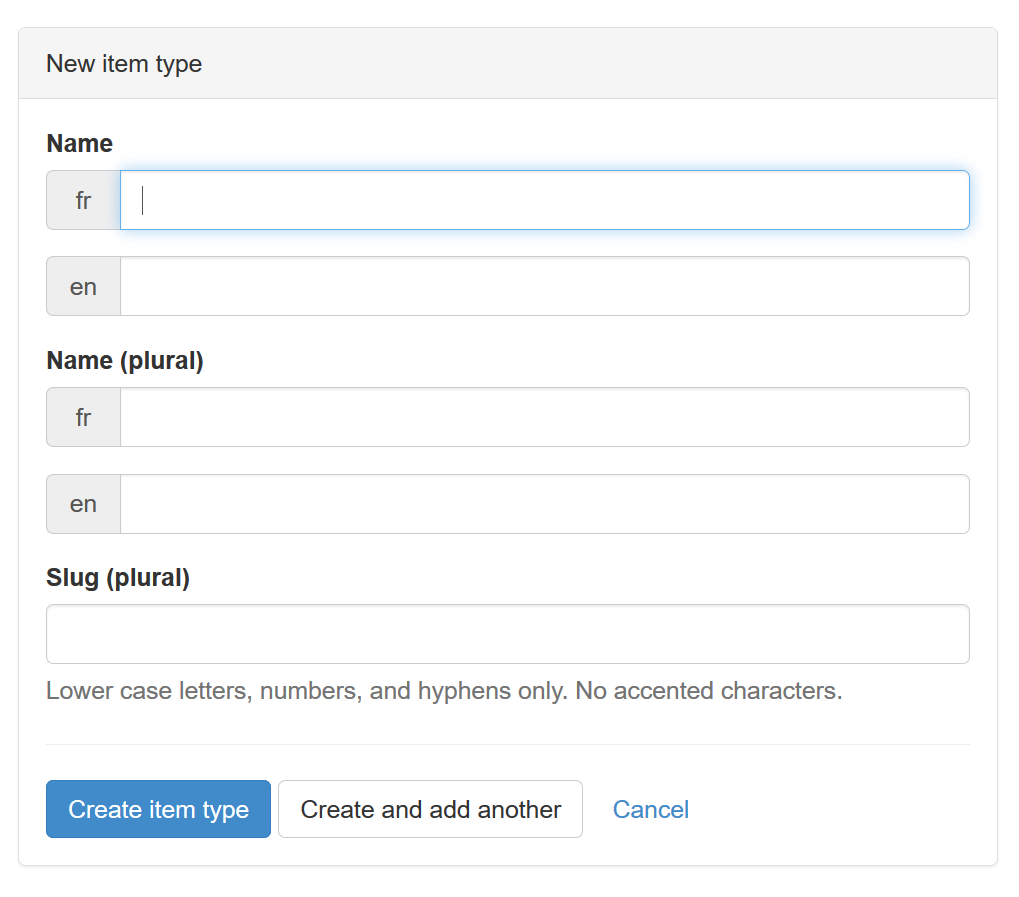 New item type
Name
fr
en
Name (plural)
fr
en
Slug (plural)
Lower case letters, numbers, and hyphens only. No accented characters.
Create item type Create and add another Cancel